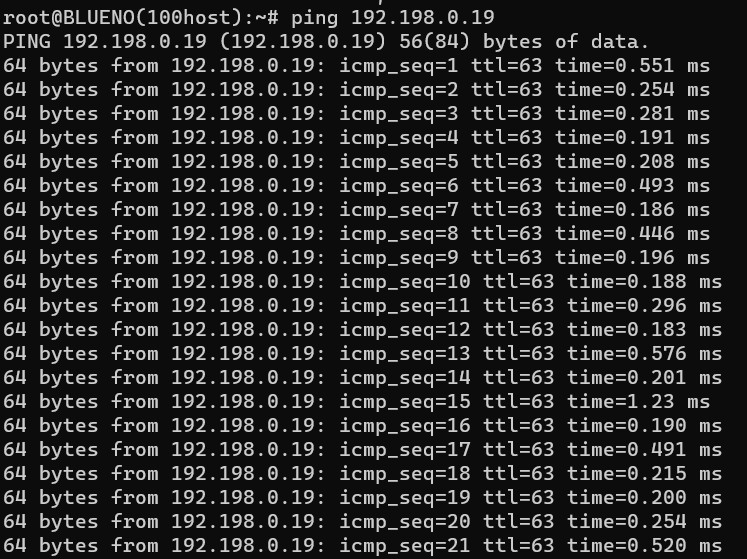 root@BLUENO(100host):~# ping 192.198.0.19
PING 192.198.0.19 (192.198.0.19) 56(84) bytes of data.
64 bytes from 192.198.0.19: icmp_seq=1 ttl=63 time=0.551 ms
64 bytes from 192.198.0.19: icmp_seq=2 ttl=63 time=0.254 ms
64 bytes from 192.198.0.19: icmp_seq=3 ttl=63 time=0.281 ms
64 bytes from 192.198.0.19: icmp_seq=4 ttl=63 time=0.191 ms
64 bytes from 192.198.0.19: icmp_seq=5 ttl=63 time=0.208 ms
64 bytes from 192.198.0.19: icmp_seq=6 ttl=63 time=0.493 ms
64 bytes from 192.198.0.19: icmp_seq=7 ttl=63 time=0.186 ms
64 bytes from 192.198.0.19: icmp_seq=8 ttl=63 time=0.446 ms
64 bytes from 192.198.0.19: icmp_seq=9 ttl=63 time=0.196 ms
64 bytes from 192.198.0.19: icmp_seq=10 ttl=63 time=0.188 ms
64 bytes from 192.198.0.19: icmp_seq=11 ttl=63 time=0.296 ms
64 bytes from 192.198.0.19: icmp_seq=12 ttl=63 time=0.183 ms
64 bytes from 192.198.0.19: icmp_seq=13 ttl=63 time=0.576 ms
64 bytes from 192.198.0.19: icmp_seq=14 ttl=63 time=0.201 ms
64 bytes from 192.198.0.19: icmp_seq=15 ttl=63 time=1.23 ms
64 bytes from 192.198.0.19: icmp_seq=16 ttl=63 time=0.190 ms
64 bytes from 192.198.0.19: icmp_seq=17 ttl=63 time=0.491 ms
64 bytes from 192.198.0.19: icmp_seq=18 ttl=63 time=0.215 ms
64 bytes from 192.198.0.19: icmp_seq=19 ttl=63 time=0.200 ms
64 bytes from 192.198.0.19: icmp_seq=20 ttl=63 time=0.254 ms
64 bytes from 192.198.0.19: icmp_seq=21 ttl=63 time=0.520 ms